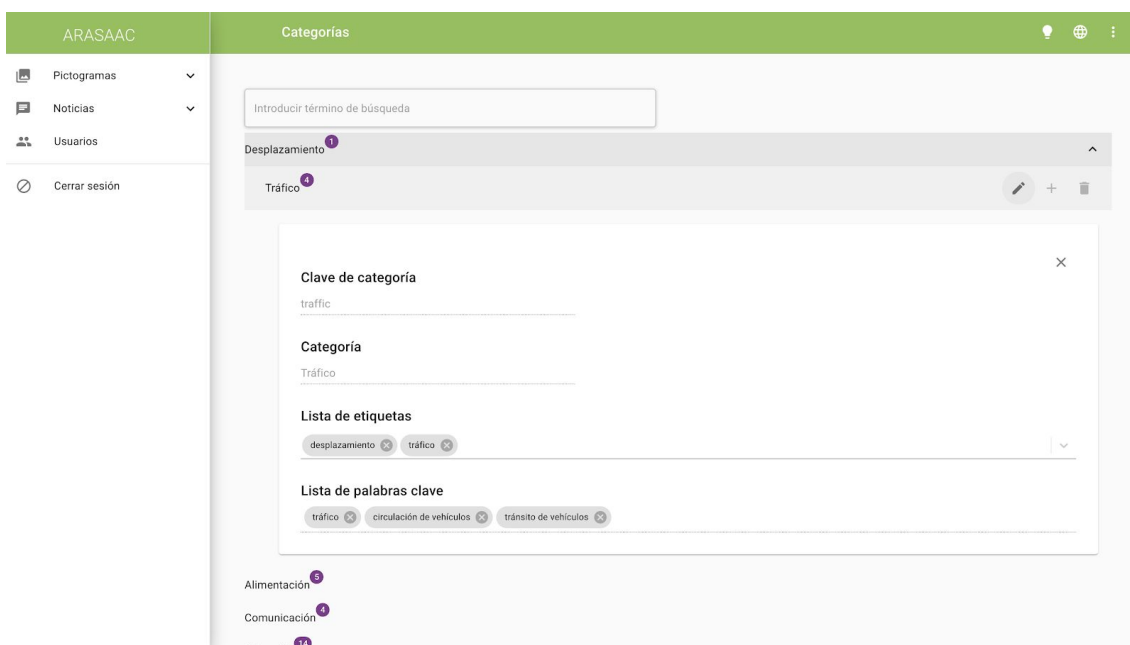 ARASAAC
Categorías
Pictogramas
Noticias
Usuarios
Cerrar sesión
Introducir término de búsqueda
Desplazamiento 1
Tráfico 4
Clave de categoría
traffic
Categoría
Tráfico
Lista de etiquetas
desplazamiento tráfico
Lista de palabras clave
tráfico circulación de vehículos tránsito de vehículos
Alimentación 5
Comunicación 4
14